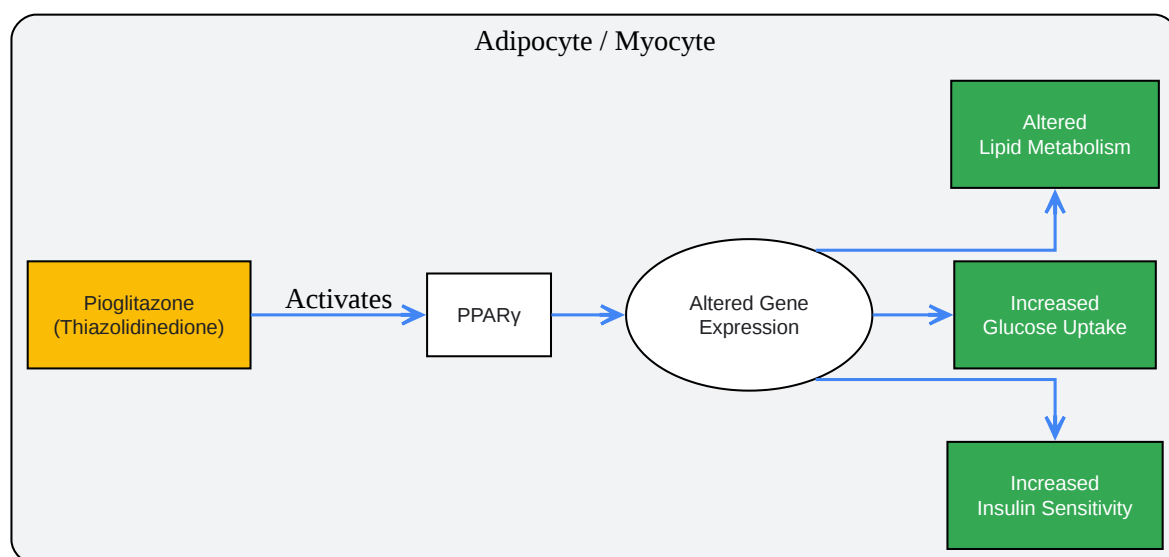 Adipocyte / Myocyte
Altered
Lipid Metabolism
Pioglitazone
(Thiazolidinedione)
Activates
PPARγ
Altered Gene
Expression
Increased
Glucose Uptake
Increased
Insulin Sensitivity